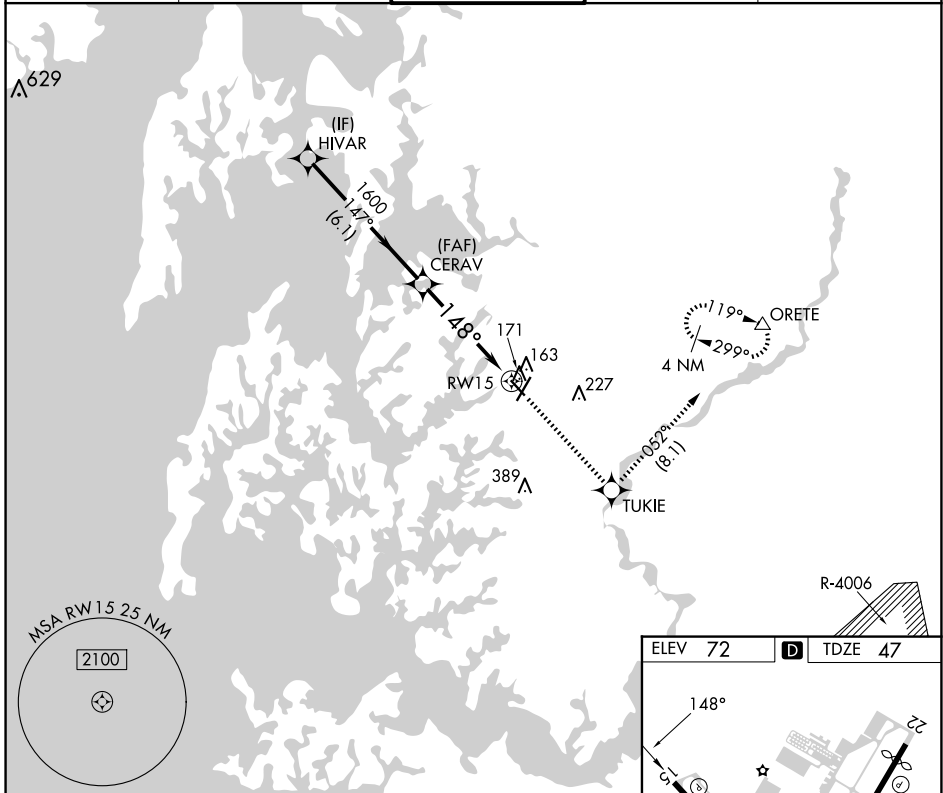 629
(IF)
HIVAR
1600
147°
(6.1)
(FAF)
CERAV
148°
171
163
RW15
227
119°
ORETE
299°
4 NM
052°
(8.1)
389
TUKIE
R-4006
MSA RW15 25 NM
2100
ELEV 72 D TDZE 47
148°
22
15
P
P